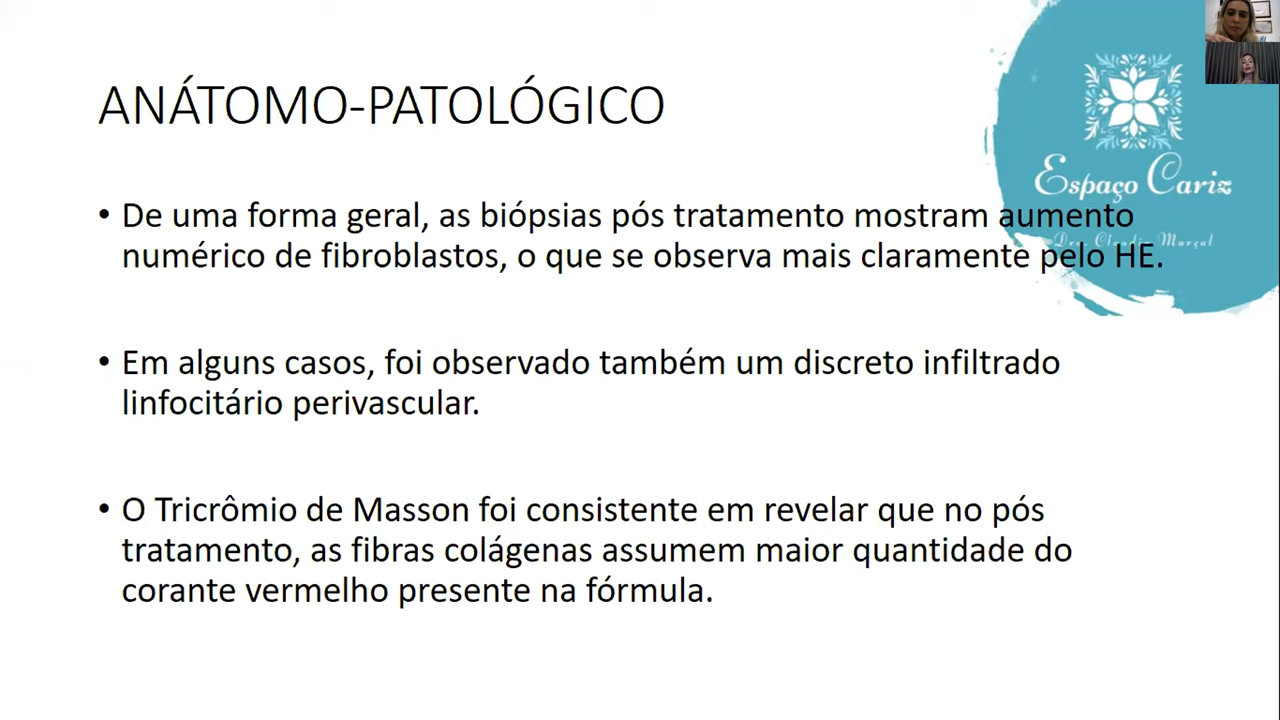 ANÁTOMO-PATOLÓGICO
Espaço Cariz
Dra. Claudia Marçal
• De uma forma geral, as biópsias pós tratamento mostram aumento
numérico de fibroblastos, o que se observa mais claramente pelo HE.
• Em alguns casos, foi observado também um discreto infiltrado
linfocitário perivascular.
• O Tricrômio de Masson foi consistente em revelar que no pós
tratamento, as fibras colágenas assumem maior quantidade do
corante vermelho presente na fórmula.